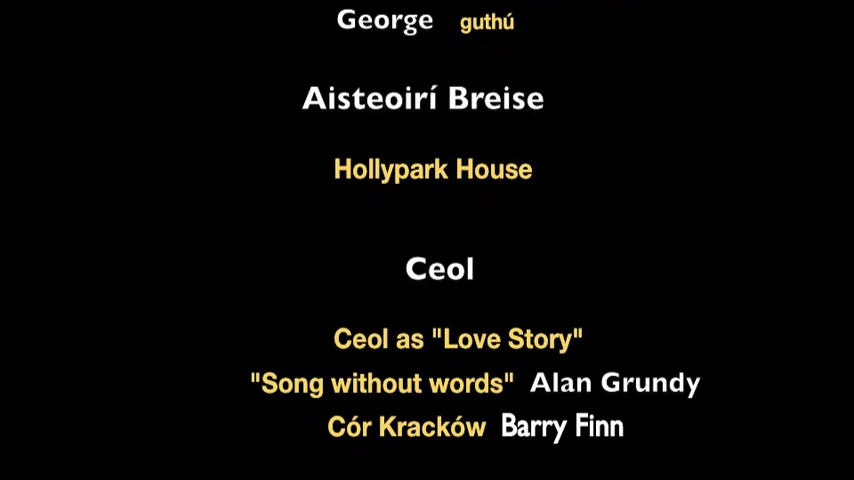 George guthú
Aisteoirí Breise
Hollypark House
Ceol
Ceol as "Love Story"
"Song without words" Alan Grundy
Cór Kracków Barry Finn